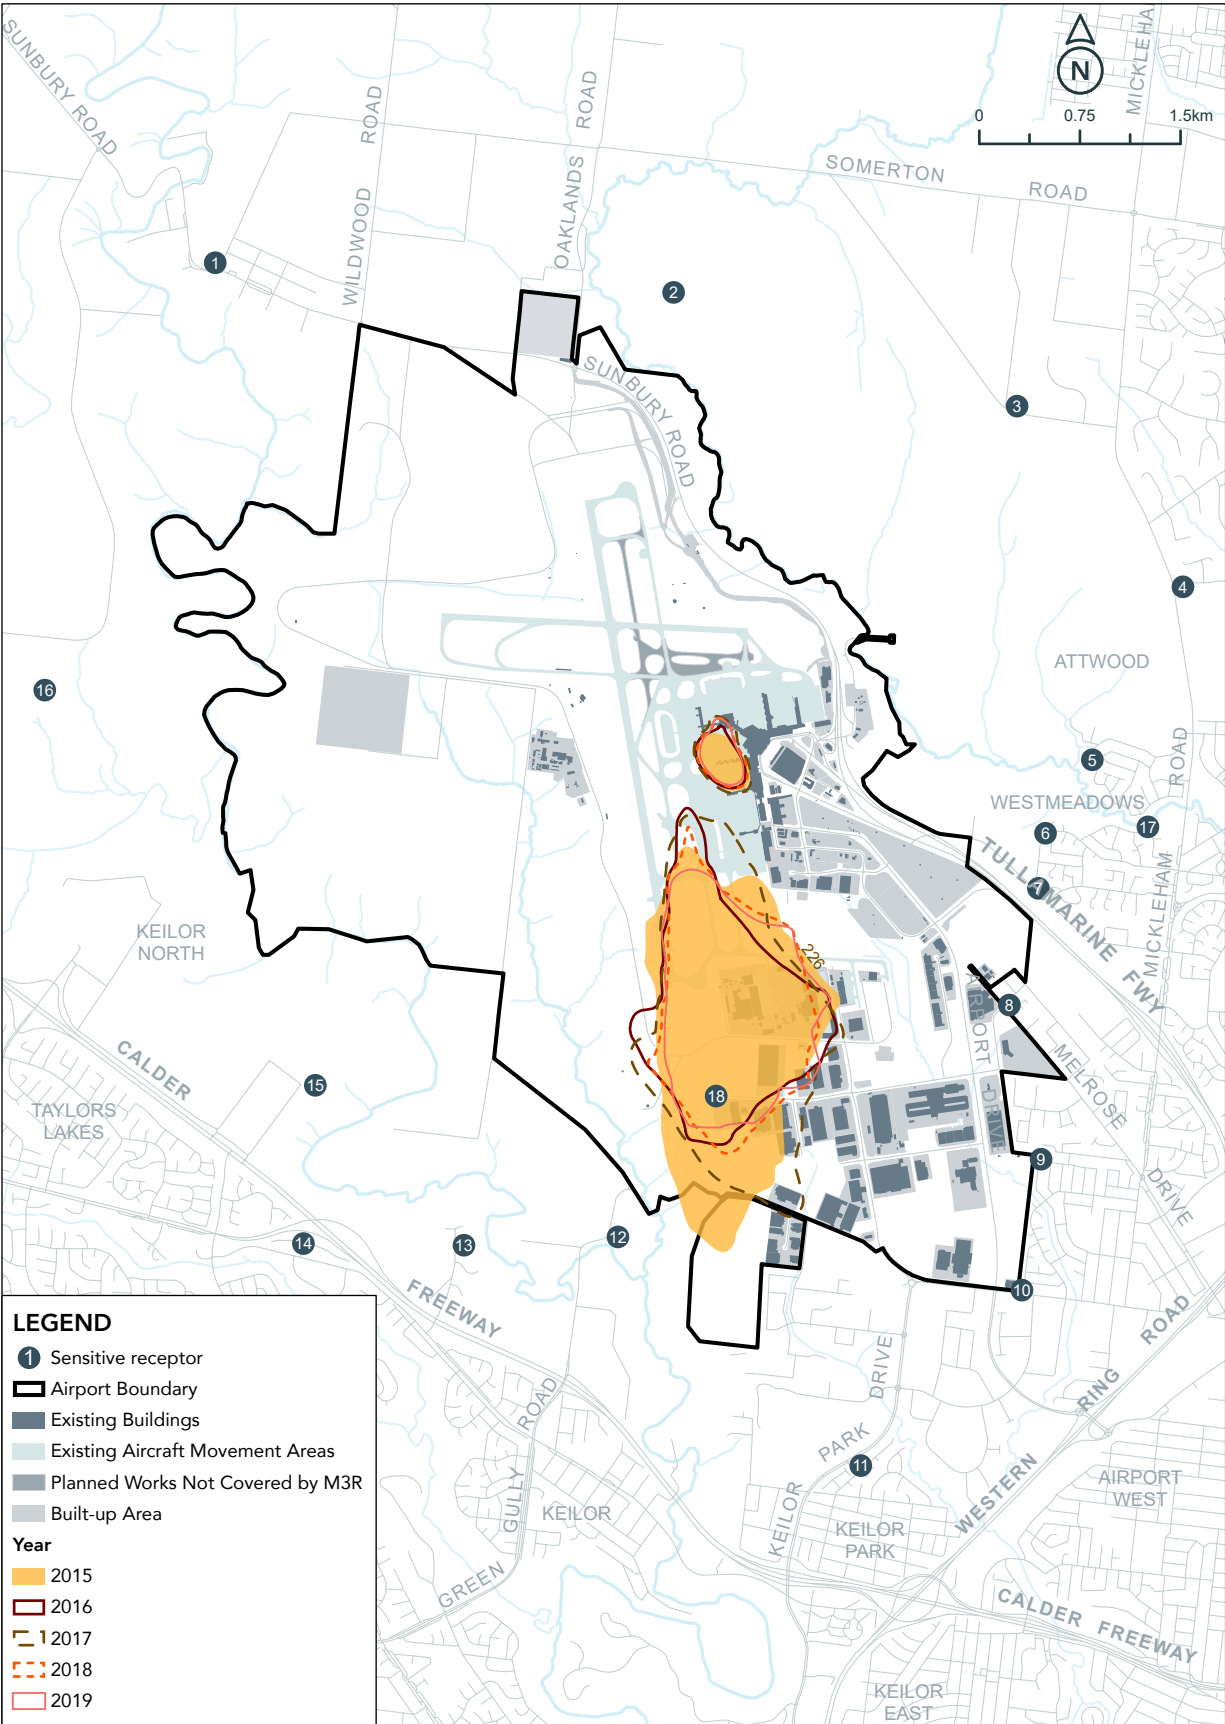 SUNBURY ROAD
WILDWOOD
ROAD
OAKLANDS
ROAD
MICKLEHA
N
0
0.75
1.5km
SOMERTON
ROAD
1
2
SUNBURY ROAD
3
4
ATTWOOD
16
5
ROAD
WESTMEADOWS
6
17
TULLAMARINE FWY
7
MICKLEHAM
KEILOR
NORTH
226
AIRPORT
DRIVE
8
MELROSE
DRIVE
CALDER
FREEWAY
15
18
TAYLORS
LAKES
9
14
13
12
10
ROAD
GULLY
GREEN
KEILOR
DRIVE
PARK
KEILOR
11
KEILOR
PARK
WESTERN
RING
ROAD
AIRPORT
WEST
CALDER FREEWAY
KEILOR
EAST
LEGEND
1 Sensitive receptor
Airport Boundary
Existing Buildings
Existing Aircraft Movement Areas
Planned Works Not Covered by M3R
Built-up Area
Year
2015
2016
2017
2018
2019